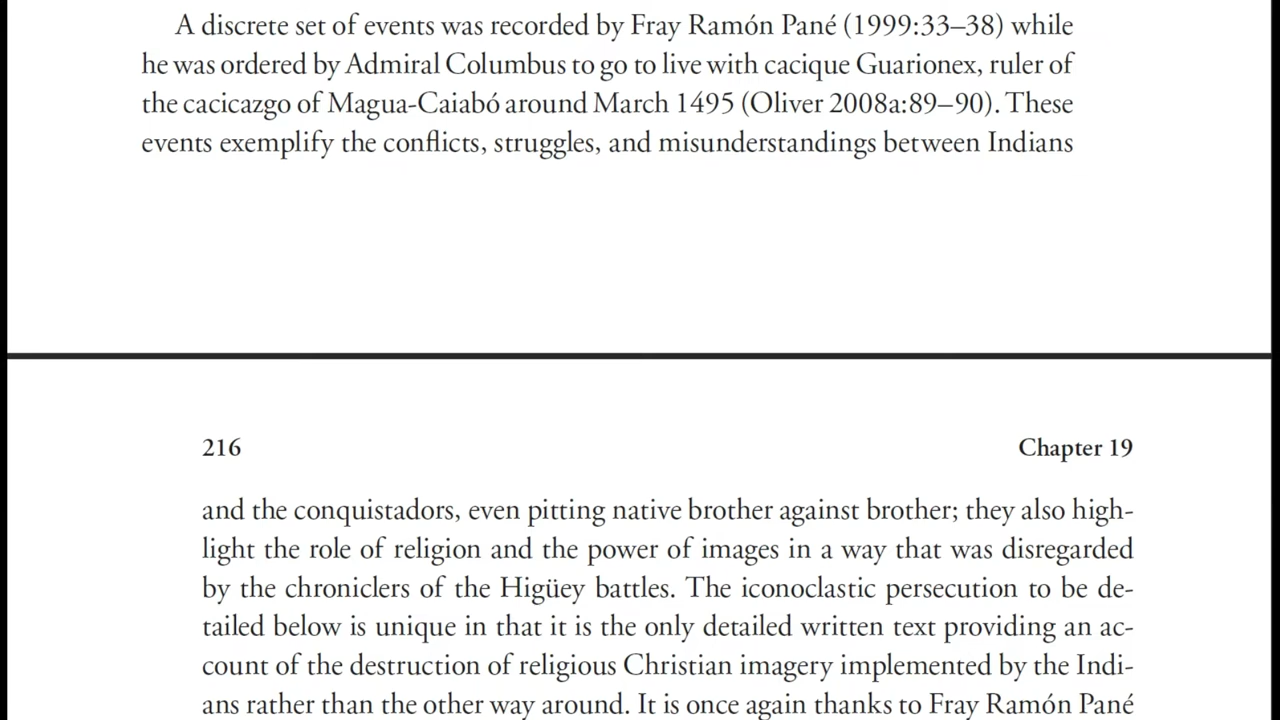 A discrete set of events was recorded by Fray Ramón Pané (1999:33–38) while
he was ordered by Admiral Columbus to go to live with cacique Guarionex, ruler of
the cacicazgo of Magua-Caiabó around March 1495 (Oliver 2008a:89–90). These
events exemplify the conflicts, struggles, and misunderstandings between Indians
216 Chapter 19
and the conquistadors, even pitting native brother against brother; they also high-
light the role of religion and the power of images in a way that was disregarded
by the chroniclers of the Higüey battles. The iconoclastic persecution to be de-
tailed below is unique in that it is the only detailed written text providing an ac-
count of the destruction of religious Christian imagery implemented by the Indi-
ans rather than the other way around. It is once again thanks to Fray Ramón Pané